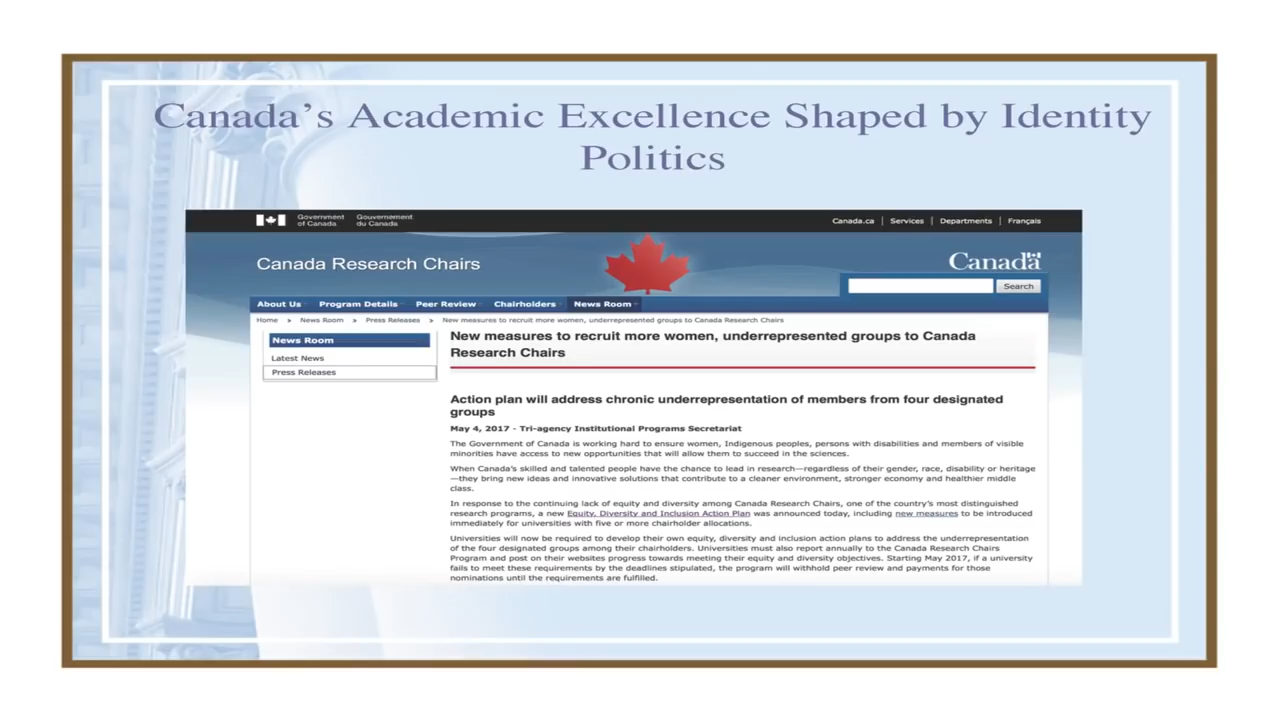 Canada's Academic Excellence Shaped by Identity
Politics
Government
of Canada
Gouvernement
du Canada
Canada.ca | Services | Departments | Français
Canada Research Chairs
Canada
Search
About Us Program Details Peer Review Chairholders News Room
Home > News Room > Press Releases > New measures to recruit more women, underrepresented groups to Canada Research Chairs
News Room
Latest News
Press Releases
New measures to recruit more women, underrepresented groups to Canada
Research Chairs
Action plan will address chronic underrepresentation of members from four designated
groups
May 4, 2017 - Tri-agency Institutional Programs Secretariat
The Government of Canada is working hard to ensure women, Indigenous peoples, persons with disabilities and members of visible
minorities have access to new opportunities that will allow them to succeed in the sciences.
When Canada's skilled and talented people have the chance to lead in research—regardless of their gender, race, disability or heritage
—they bring new ideas and innovative solutions that contribute to a cleaner environment, stronger economy and healthier middle
class.
In response to the continuing lack of equity and diversity among Canada Research Chairs, one of the country's most distinguished
research programs, a new Equity, Diversity and Inclusion Action Plan was announced today, including new measures to be introduced
immediately for universities with five or more chairholder allocations.
Universities will now be required to develop their own equity, diversity and inclusion action plans to address the underrepresentation
of the four designated groups among their chairholders. Universities must also report annually to the Canada Research Chairs
Program and post on their websites progress towards meeting their equity and diversity objectives. Starting May 2017, if a university
fails to meet these requirements by the deadlines stipulated, the program will withhold peer review and payments for those
nominations until the requirements are fulfilled.